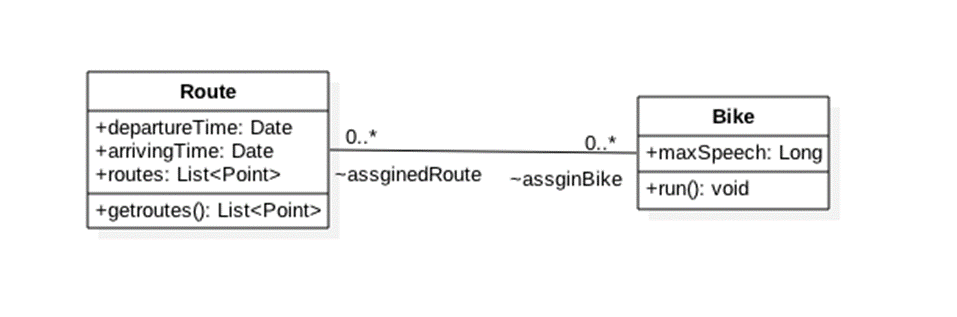 Route
+departureTime: Date
+arrivingTime: Date
+routes: List<Point>
+getroutes(): List<Point>
0..*
~assginedRoute
0..*
~assginBike
Bike
+maxSpeech: Long
+run(): void